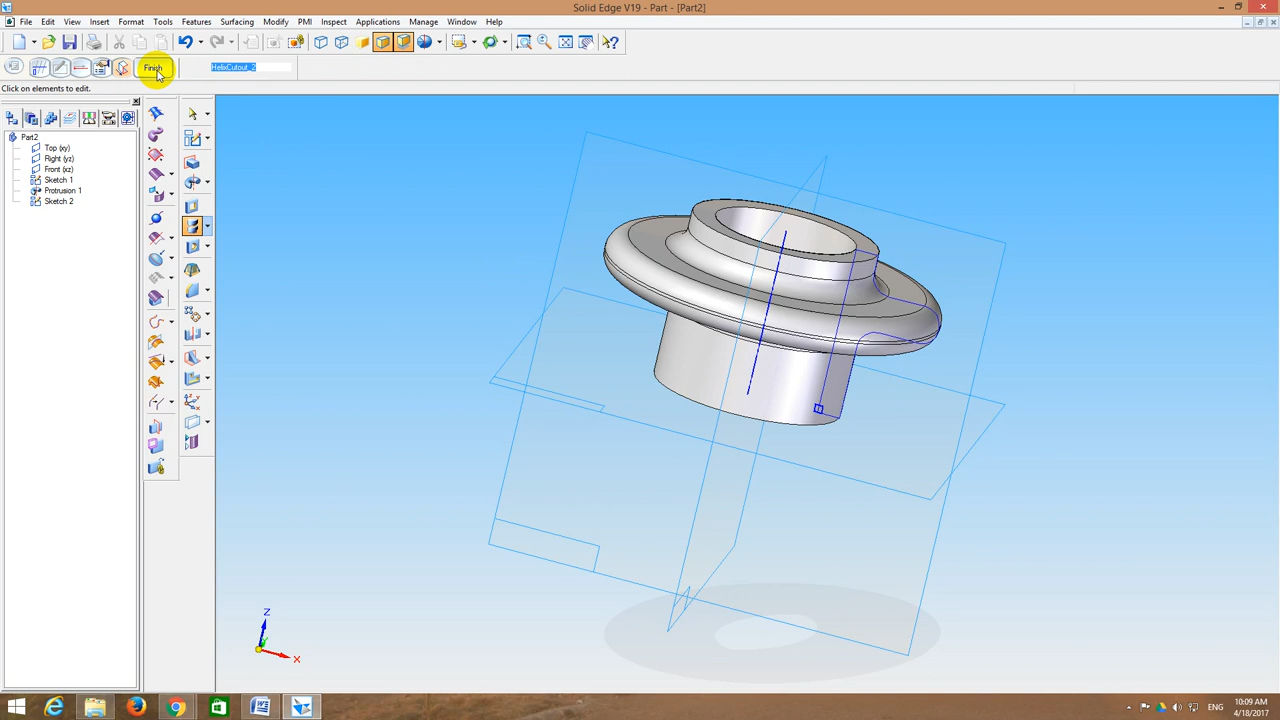 Solid Edge V19 - Part - [Part2]
File Edit View Insert Format Tools Features Surfacing Modify PMI Inspect Applications Manage Window Help
Finish HelixCutout_2
Click on elements to edit.
Part2
Top (xy)
Right (yz)
Front (xz)
Sketch 1
Protrusion 1
Sketch 2
Z
Y
X
ENG
10:09 AM
4/18/2017